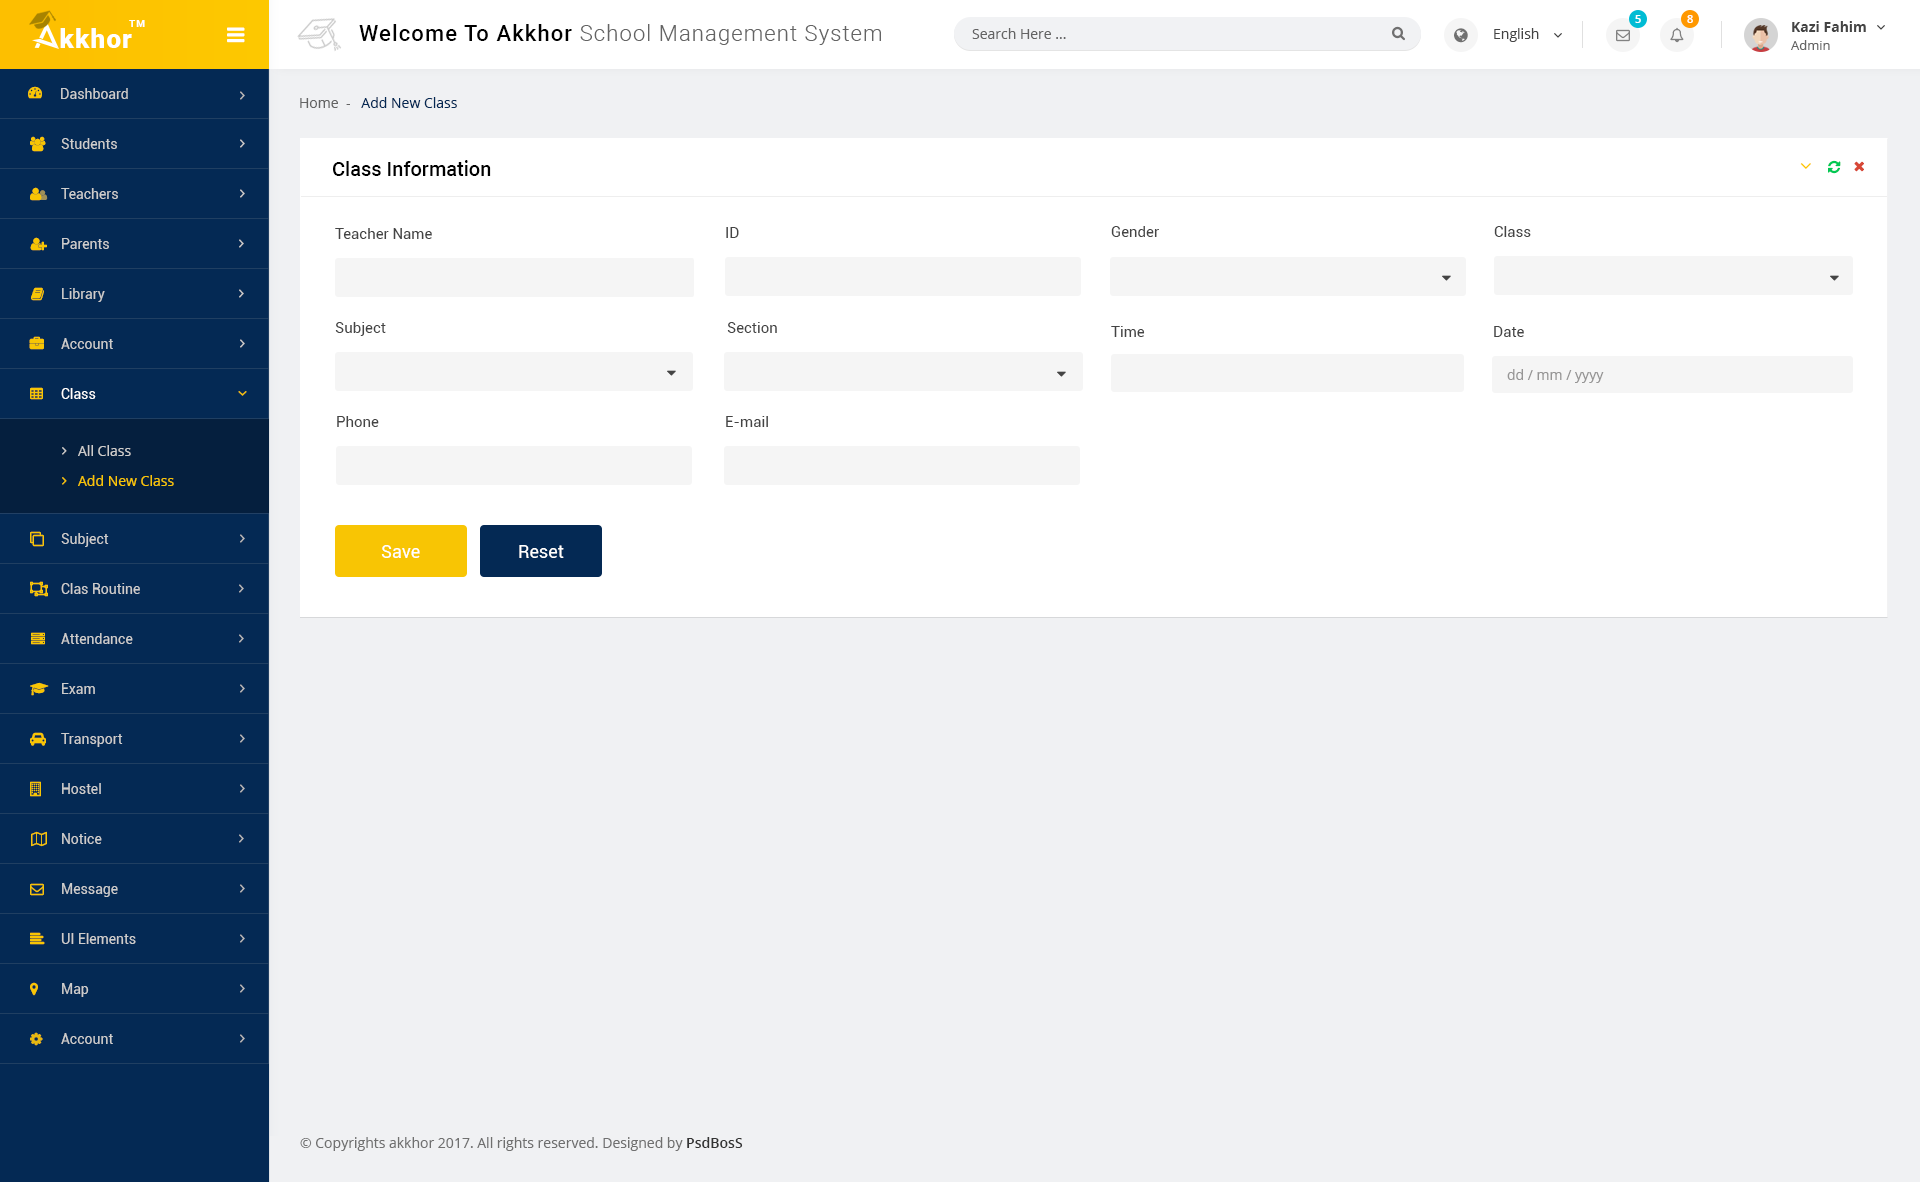 Akkhor TM
Welcome To Akkhor School Management System
Search Here ...
English
5
8
Kazi Fahim
Admin
Dashboard
Students
Teachers
Parents
Library
Account
Class
All Class
Add New Class
Subject
Clas Routine
Attendance
Exam
Transport
Hostel
Notice
Message
UI Elements
Map
Account
Home - Add New Class
Class Information
Teacher Name
ID
Gender
Class
Subject
Section
Time
Date
dd / mm / yyyy
Phone
E-mail
Save
Reset
© Copyrights akkhor 2017. All rights reserved. Designed by PsdBosS